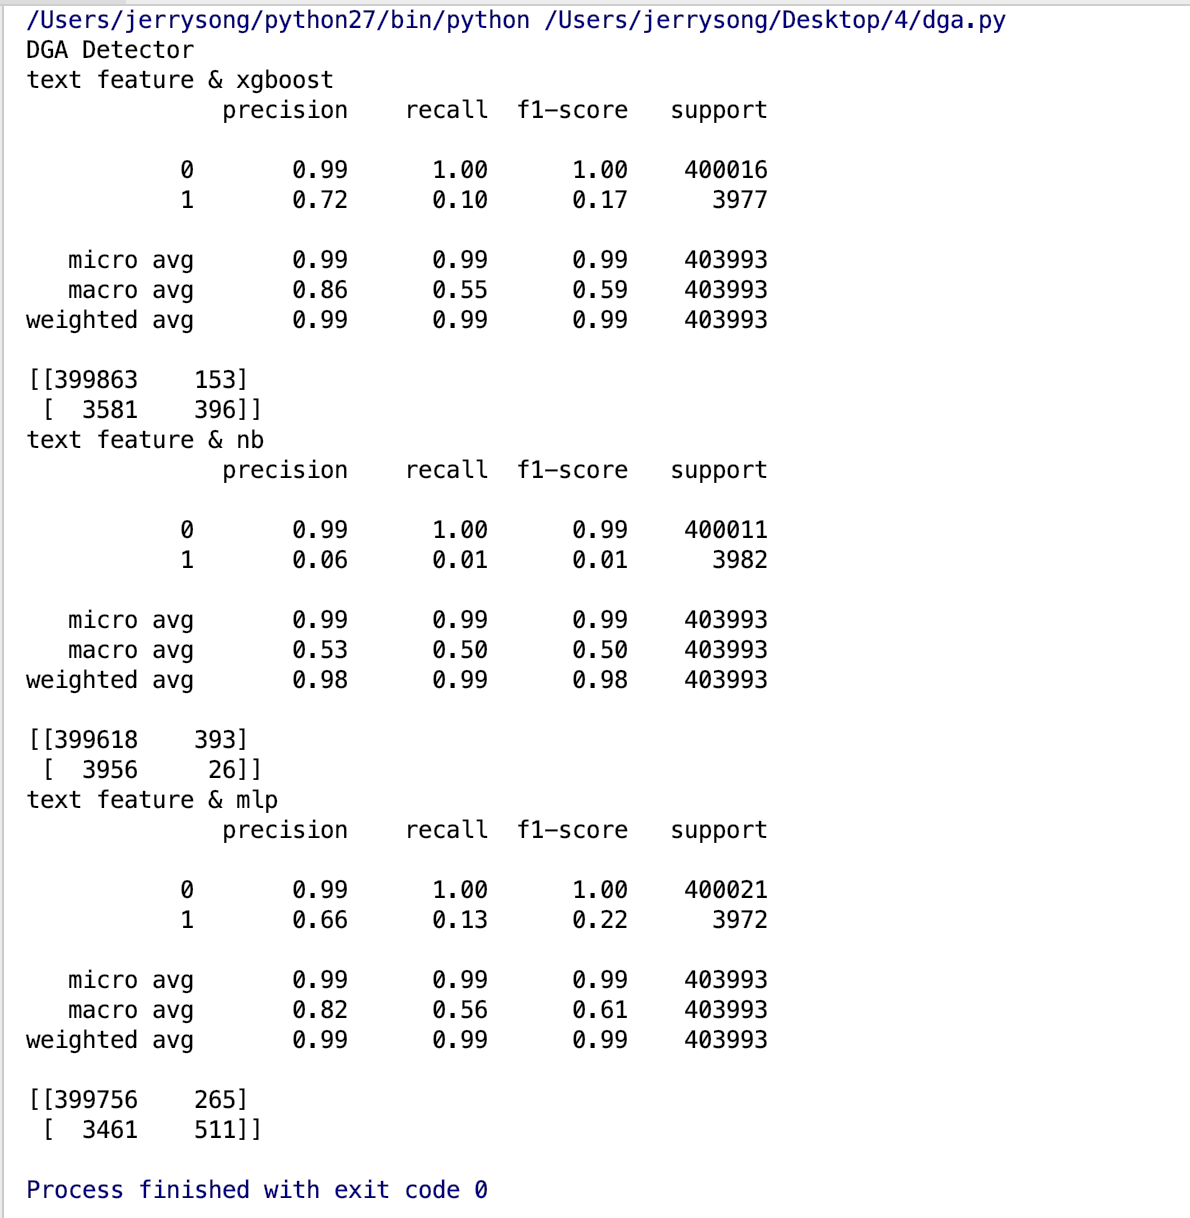 /Users/jerrysong/python27/bin/python /Users/jerrysong/Desktop/4/dga.py
DGA Detector
text feature & xgboost
              precision    recall  f1-score   support

           0       0.99      1.00      1.00    400016
           1       0.72      0.10      0.17      3977

   micro avg       0.99      0.99      0.99    403993
   macro avg       0.86      0.55      0.59    403993
weighted avg       0.99      0.99      0.99    403993

[[399863    153]
 [  3581    396]]
text feature & nb
              precision    recall  f1-score   support

           0       0.99      1.00      0.99    400011
           1       0.06      0.01      0.01      3982

   micro avg       0.99      0.99      0.99    403993
   macro avg       0.53      0.50      0.50    403993
weighted avg       0.98      0.99      0.98    403993

[[399618    393]
 [  3956     26]]
text feature & mlp
              precision    recall  f1-score   support

           0       0.99      1.00      1.00    400021
           1       0.66      0.13      0.22      3972

   micro avg       0.99      0.99      0.99    403993
   macro avg       0.82      0.56      0.61    403993
weighted avg       0.99      0.99      0.99    403993

[[399756    265]
 [  3461    511]]

Process finished with exit code 0